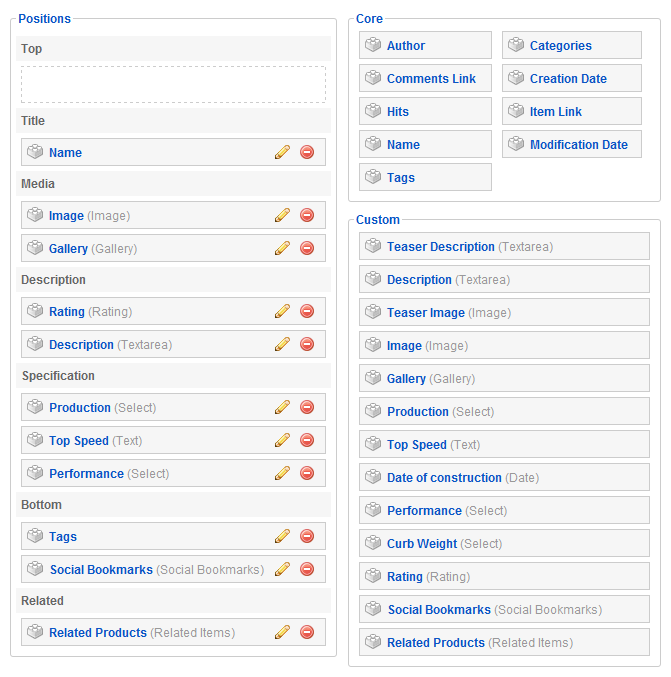 Positions
Top
Title
Name
Media
Image (Image)
Gallery (Gallery)
Description
Rating (Rating)
Description (Textarea)
Specification
Production (Select)
Top Speed (Text)
Performance (Select)
Bottom
Tags
Social Bookmarks (Social Bookmarks)
Related
Related Products (Related Items)
Core
Author
Categories
Comments Link
Creation Date
Hits
Item Link
Name
Modification Date
Tags
Custom
Teaser Description (Textarea)
Description (Textarea)
Teaser Image (Image)
Image (Image)
Gallery (Gallery)
Production (Select)
Top Speed (Text)
Date of construction (Date)
Performance (Select)
Curb Weight (Select)
Rating (Rating)
Social Bookmarks (Social Bookmarks)
Related Products (Related Items)